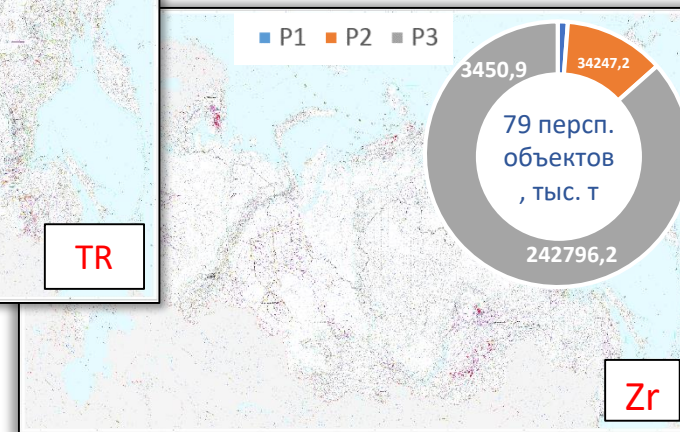 P1 P2 P3
3450,9
34247,2
79 персп.
объектов
, тыс. т
242796,2
TR
Zr